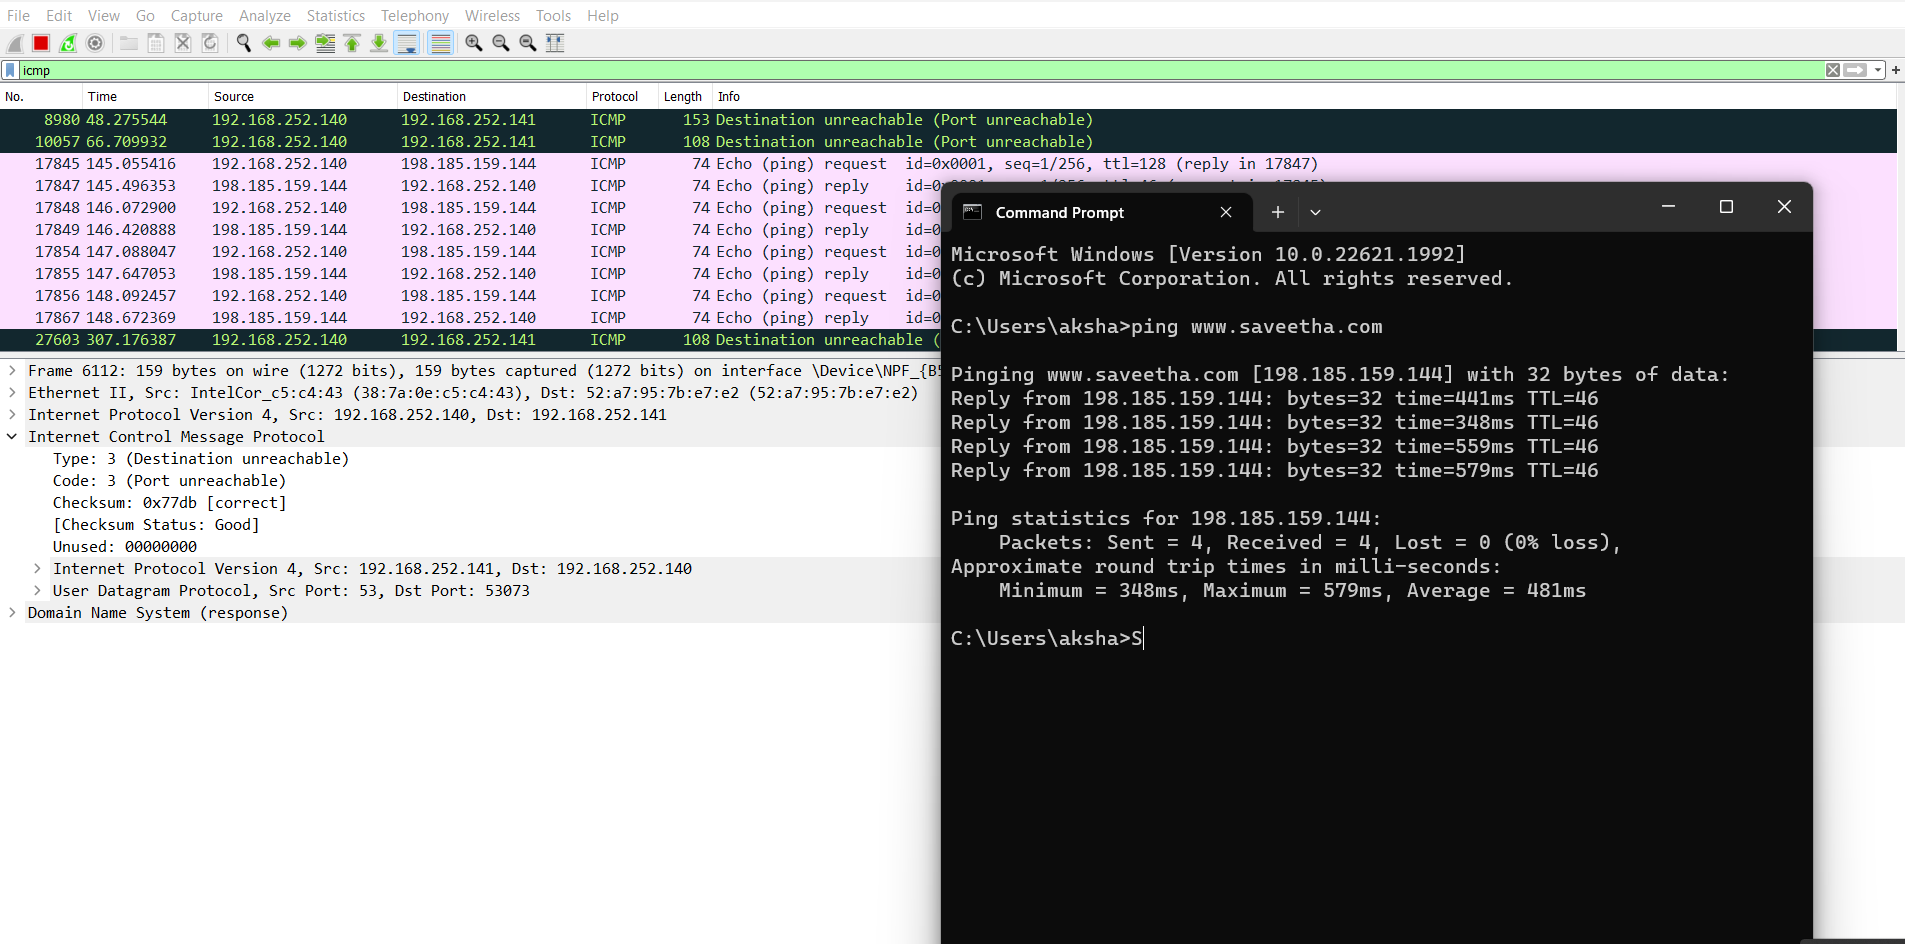 File Edit View Go Capture Analyze Statistics Telephony Wireless Tools Help
icmp
No. Time Source Destination Protocol Length Info
8980 48.275544 192.168.252.140 192.168.252.141 ICMP 153 Destination unreachable (Port unreachable)
10057 66.709932 192.168.252.140 192.168.252.141 ICMP 108 Destination unreachable (Port unreachable)
17845 145.055416 192.168.252.140 198.185.159.144 ICMP 74 Echo (ping) request id=0x0001, seq=1/256, ttl=128 (reply in 17847)
17847 145.496353 198.185.159.144 192.168.252.140 ICMP 74 Echo (ping) reply id=0
17848 146.072900 192.168.252.140 198.185.159.144 ICMP 74 Echo (ping) request id=0
17849 146.420888 198.185.159.144 192.168.252.140 ICMP 74 Echo (ping) reply id=0
17854 147.088047 192.168.252.140 198.185.159.144 ICMP 74 Echo (ping) request id=0
17855 147.647053 198.185.159.144 192.168.252.140 ICMP 74 Echo (ping) reply id=0
17856 148.092457 192.168.252.140 198.185.159.144 ICMP 74 Echo (ping) request id=0
17867 148.672369 198.185.159.144 192.168.252.140 ICMP 74 Echo (ping) reply id=0
27603 307.176387 192.168.252.140 192.168.252.141 ICMP 108 Destination unreachable (
Frame 6112: 159 bytes on wire (1272 bits), 159 bytes captured (1272 bits) on interface \Device\NPF_{B5
Ethernet II, Src: IntelCor_c5:c4:43 (38:7a:0e:c5:c4:43), Dst: 52:a7:95:7b:e7:e2 (52:a7:95:7b:e7:e2)
Internet Protocol Version 4, Src: 192.168.252.140, Dst: 192.168.252.141
Internet Control Message Protocol
Type: 3 (Destination unreachable)
Code: 3 (Port unreachable)
Checksum: 0x77db [correct]
[Checksum Status: Good]
Unused: 00000000
Internet Protocol Version 4, Src: 192.168.252.141, Dst: 192.168.252.140
User Datagram Protocol, Src Port: 53, Dst Port: 53073
Domain Name System (response)
Command Prompt
Microsoft Windows [Version 10.0.22621.1992]
(c) Microsoft Corporation. All rights reserved.
C:\Users\aksha>ping www.saveetha.com
Pinging www.saveetha.com [198.185.159.144] with 32 bytes of data:
Reply from 198.185.159.144: bytes=32 time=441ms TTL=46
Reply from 198.185.159.144: bytes=32 time=348ms TTL=46
Reply from 198.185.159.144: bytes=32 time=559ms TTL=46
Reply from 198.185.159.144: bytes=32 time=579ms TTL=46
Ping statistics for 198.185.159.144:
Packets: Sent = 4, Received = 4, Lost = 0 (0% loss),
Approximate round trip times in milli-seconds:
Minimum = 348ms, Maximum = 579ms, Average = 481ms
C:\Users\aksha>S